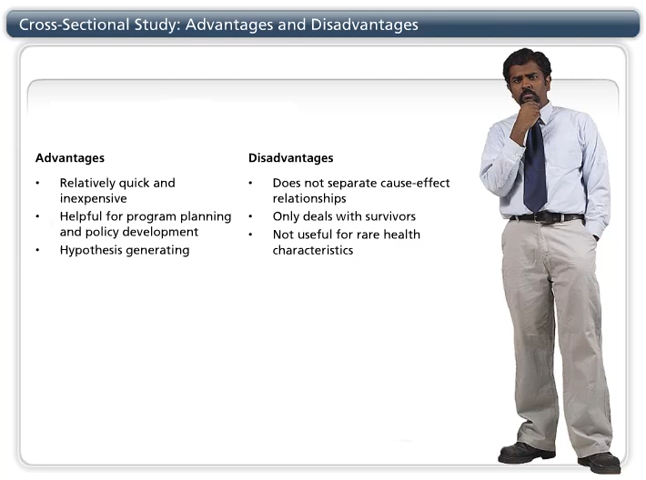 Cross-Sectional Study: Advantages and Disadvantages
Advantages
• Relatively quick and
inexpensive
• Helpful for program planning
and policy development
• Hypothesis generating
Disadvantages
• Does not separate cause-effect
relationships
• Only deals with survivors
• Not useful for rare health
characteristics